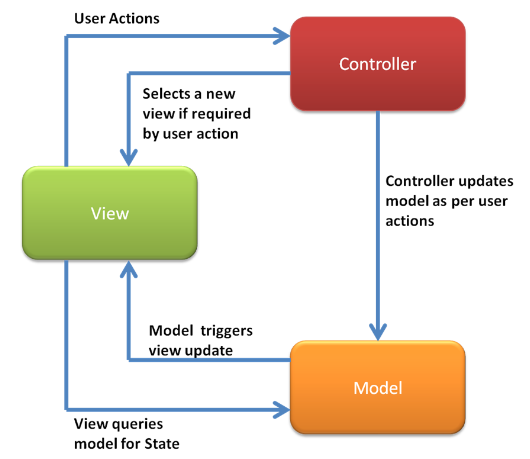 User Actions
Controller
Selects a new
view if required
by user action
Controller updates
model as per user
actions
View
Model triggers
view update
Model
View queries
model for State